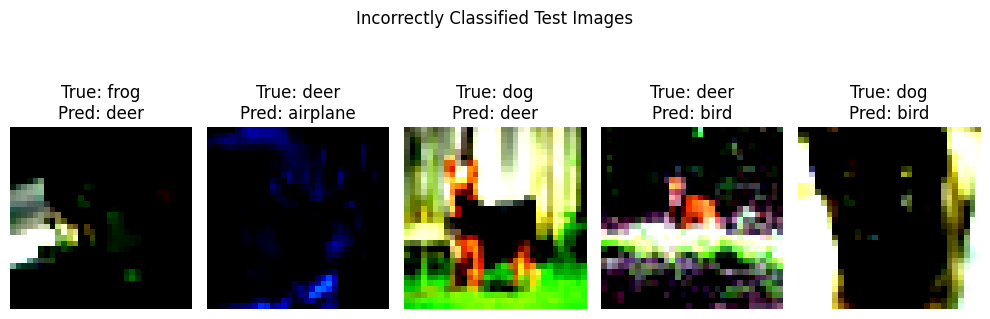 Incorrectly Classified Test Images
True: frog
Pred: deer
True: deer
Pred: airplane
True: dog
Pred: deer
True: deer
Pred: bird
True: dog
Pred: bird